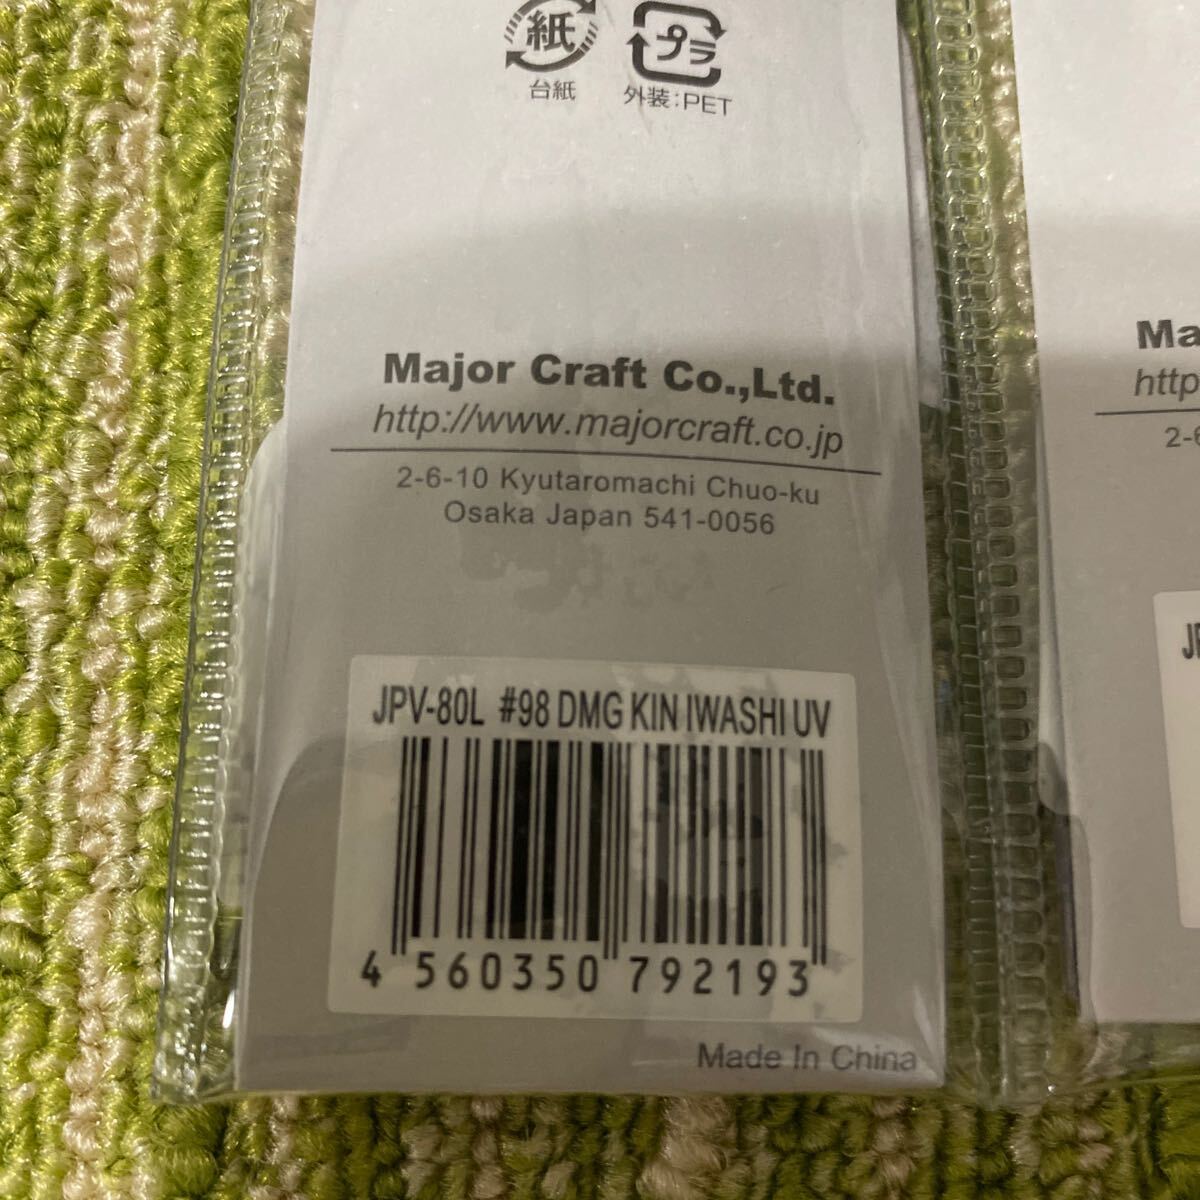 紙
プラ
台紙
外装:PET
Major Craft Co.,Ltd.
http://www.majorcraft.co.jp
2-6-10 Kyutaromachi Chuo-ku
Osaka Japan 541-0056
JPV-80L #98 DMG KIN IWASHI UV
4 560350 792193
Made In China
Ma
http
2-6
JP